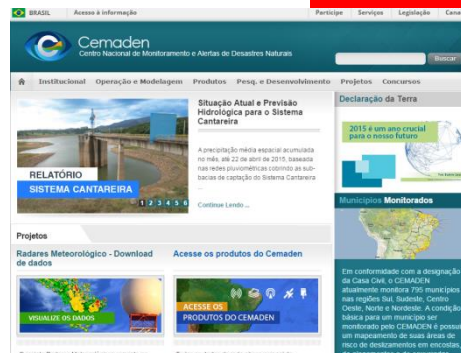 BRASIL Acesso à informação Participe Serviços Legislação Cana
Cemaden
Centro Nacional de Monitoramento e Alertas de Desastres Naturais
Buscar
Institucional Operação e Modelagem Produtos Pesq. e Desenvolvimento Projetos Concursos
RELATÓRIO
SISTEMA CANTAREIRA
1 2 3 4 5 6
Situação Atual e Previsão
Hidrológica para o Sistema
Cantareira
A precipitação média espacial acumulada
no mês, até 22 de abril de 2015, baseada
nas redes pluviométricas cobrindo as sub-
bacias de captação do Sistema Cantareira
...
Continue Lendo ...
Declaração da Terra
2015 é um ano crucial
para o nosso futuro
Municípios Monitorados
Em conformidade com a designação
da Casa Civil, o CEMADEN
atualmente monitora 795 municípios
nas regiões Sul, Sudeste, Centro
Oeste, Norte e Nordeste. A condição
básica para um município ser
monitorado pelo CEMADEN é possuir
um mapeamento de suas áreas de
risco de deslizamentos em encostas,
Projetos
Radares Meteorológico - Download
de dados
VISUALIZE OS DADOS
Acesse os produtos do Cemaden
ACESSE OS
PRODUTOS DO CEMADEN